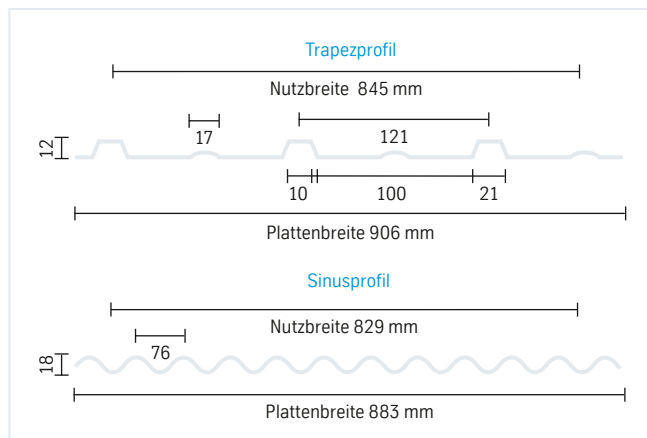 Trapezprofil
Nutzbreite 845 mm
12
17
121
10
100
21
Plattenbreite 906 mm
Sinusprofil
Nutzbreite 829 mm
18
76
Plattenbreite 883 mm